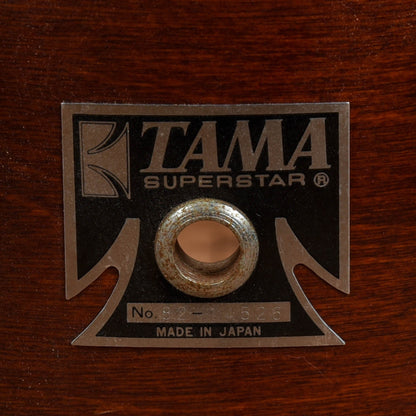 TAMA
SUPERSTAR ®
No.
MADE IN JAPAN